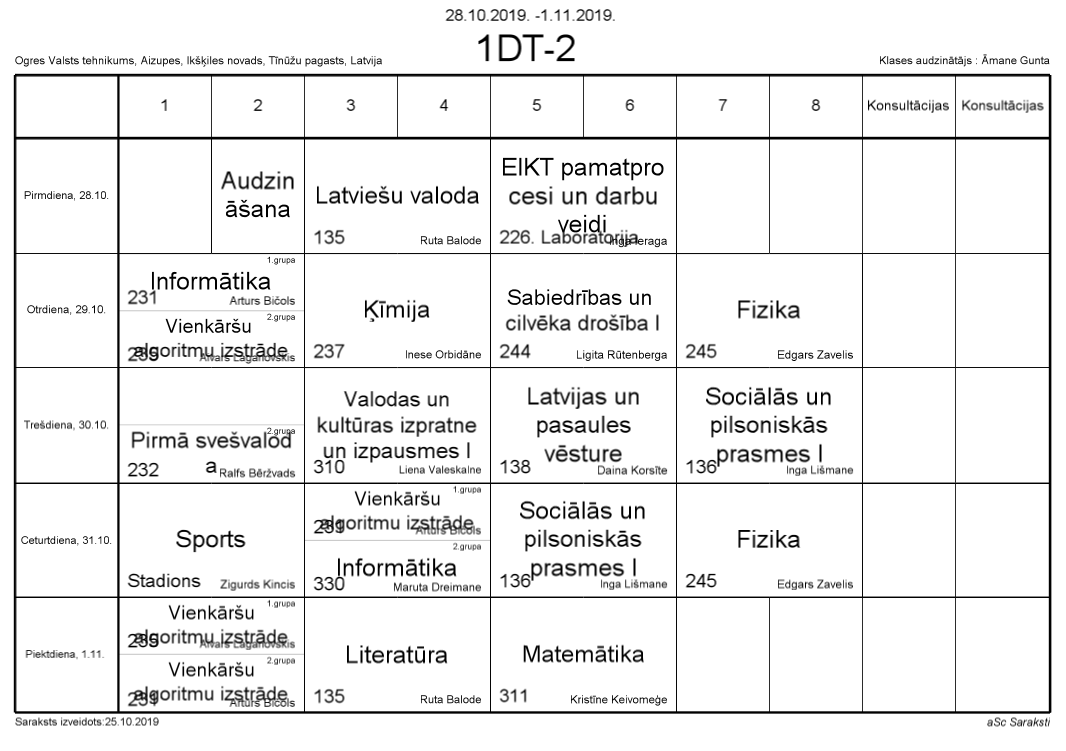 28.10.2019. -1.11.2019.
1DT-2
Ogres Valsts tehnikums, Aizupes, Ikšķiles novads, Tīnūžu pagasts, Latvija
Klases audzinātājs : Āmane Gunta
1 2 3 4 5 6 7 8 Konsultācijas Konsultācijas
Pirmdiena, 28.10.
Audzin
āšana
Latviešu valoda
135 Ruta Balode
EIKT pamatpro
cesi un darbu
veidi
226. Laboratorija Inga Ieraga
Otrdiena, 29.10.
1.grupa
Informātika
231 Arturs Bičols
2.grupa
Vienkāršu
algoritmu izstrāde
Aivars Laganovskis
Ķīmija
237 Inese Orbidāne
Sabiedrības un
cilvēka drošība I
244 Ligita Rūtenberga
Fizika
245 Edgars Zavelis
Trešdiena, 30.10.
2.grupa
Pirmā svešvalod
a
232 Ralfs Bēržvads
Valodas un
kultūras izpratne
un izpausmes I
310 Liena Valeskalne
Latvijas un
pasaules
vēsture
138 Daina Korsīte
Sociālās un
pilsoniskās
prasmes I
136 Inga Lišmane
Ceturtdiena, 31.10.
Sports
Stadions Zigurds Kincis
1.grupa
Vienkāršu
algoritmu izstrāde
231 Arturs Bičols
2.grupa
Informātika
330 Maruta Dreimane
Sociālās un
pilsoniskās
prasmes I
136 Inga Lišmane
Fizika
245 Edgars Zavelis
Piektdiena, 1.11.
1.grupa
Vienkāršu
algoritmu izstrāde
Aivars Laganovskis
2.grupa
Vienkāršu
algoritmu izstrāde
231 Arturs Bičols
Literatūra
135 Ruta Balode
Matemātika
311 Kristīne Keivomeģe
Saraksts izveidots:25.10.2019
aSc Saraksti